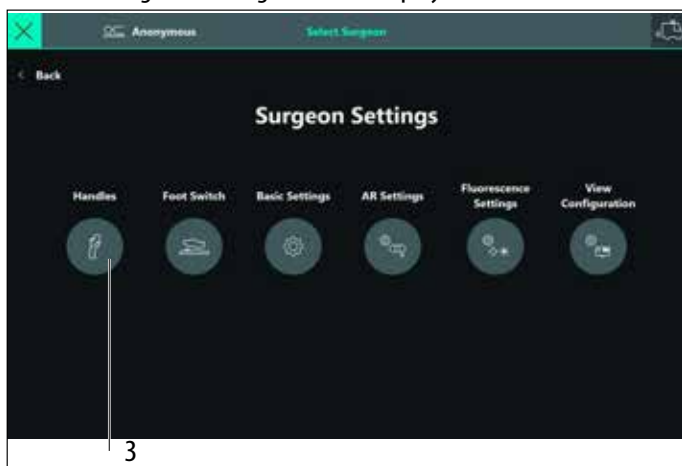 Anonymous
Select Surgeon
Back
Surgeon Settings
Handles
Foot Switch
Basic Settings
AR Settings
Fluorescence
Settings
View
Configuration
3